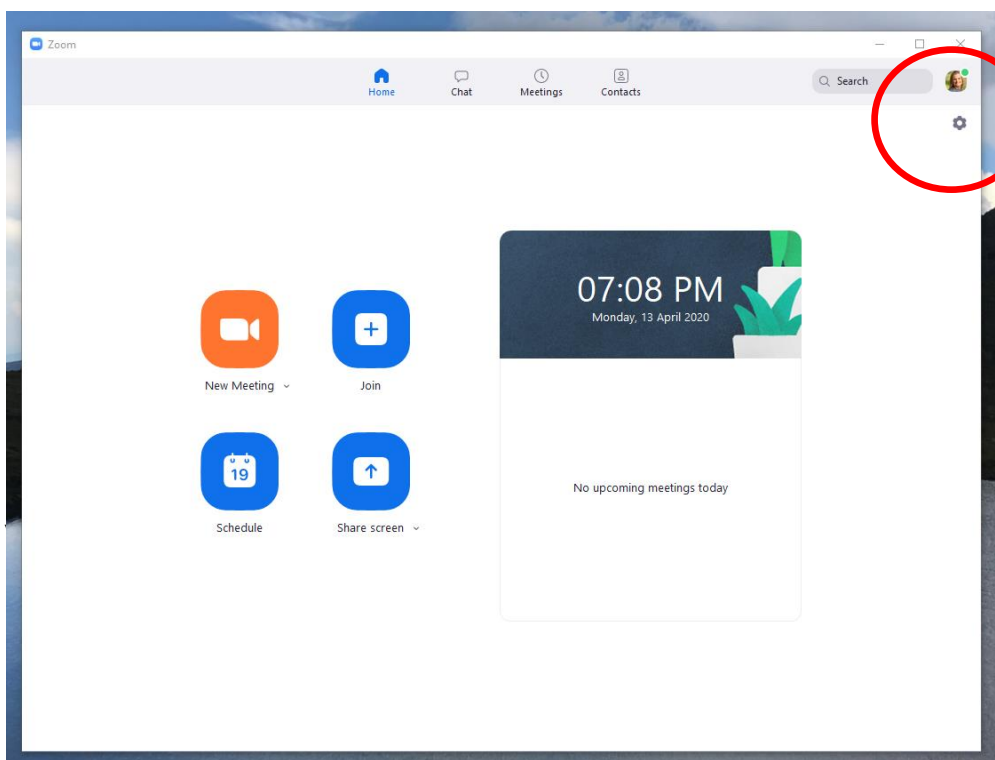 Zoom
Home
Chat
Meetings
Contacts
Search
07:08 PM
Monday, 13 April 2020
New Meeting
Join
19
Schedule
Share screen
No upcoming meetings today